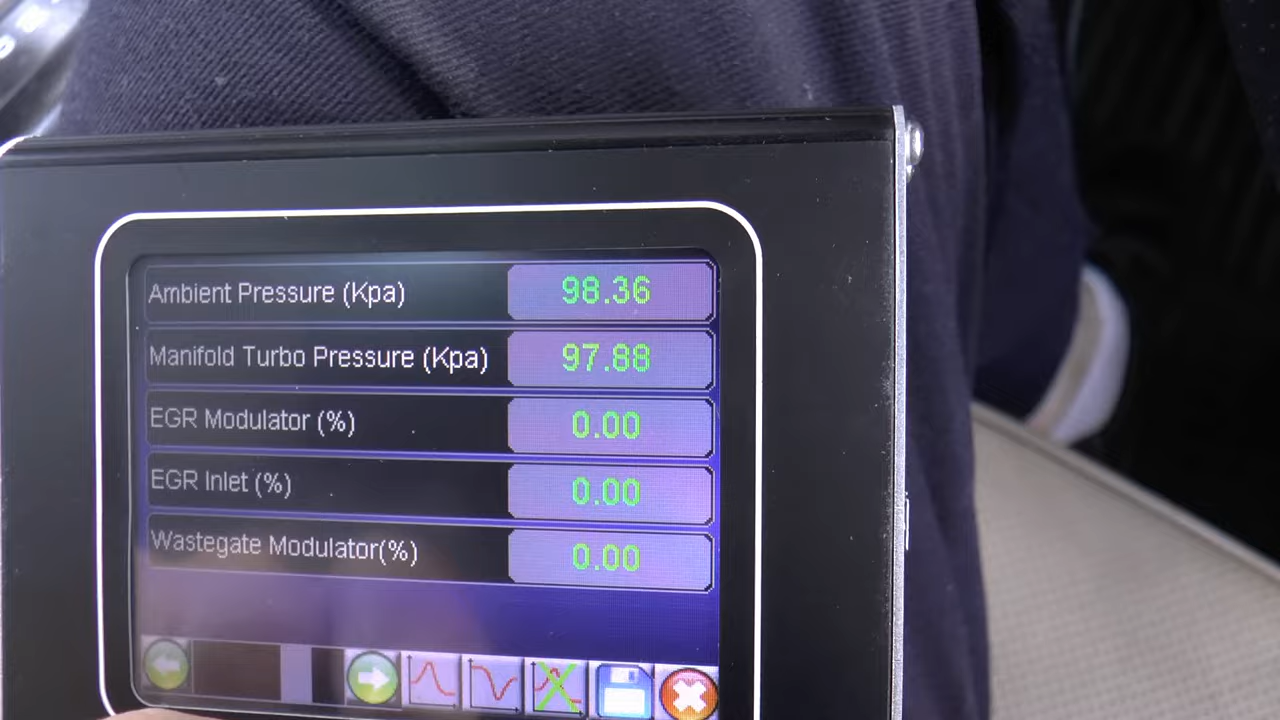 Ambient Pressure (Kpa) 98.36
Manifold Turbo Pressure (Kpa) 97.88
EGR Modulator (%) 0.00
EGR Inlet (%) 0.00
Wastegate Modulator(%) 0.00